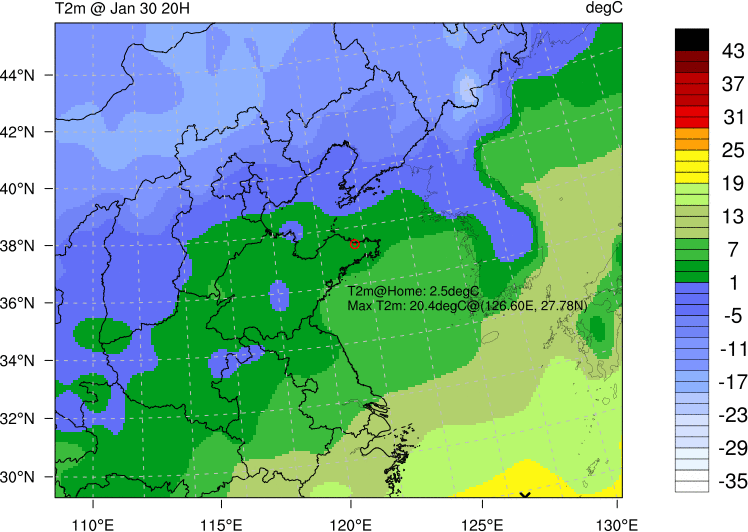 T2m @ Jan 30 20H
degC
44°N
42°N
40°N
38°N
36°N
34°N
32°N
30°N
110°E
115°E
120°E
125°E
130°E
T2m@Home: 2.5degC
Max T2m: 20.4degC@(126.60E, 27.78N)
43
37
31
25
19
13
7
1
-5
-11
-17
-23
-29
-35